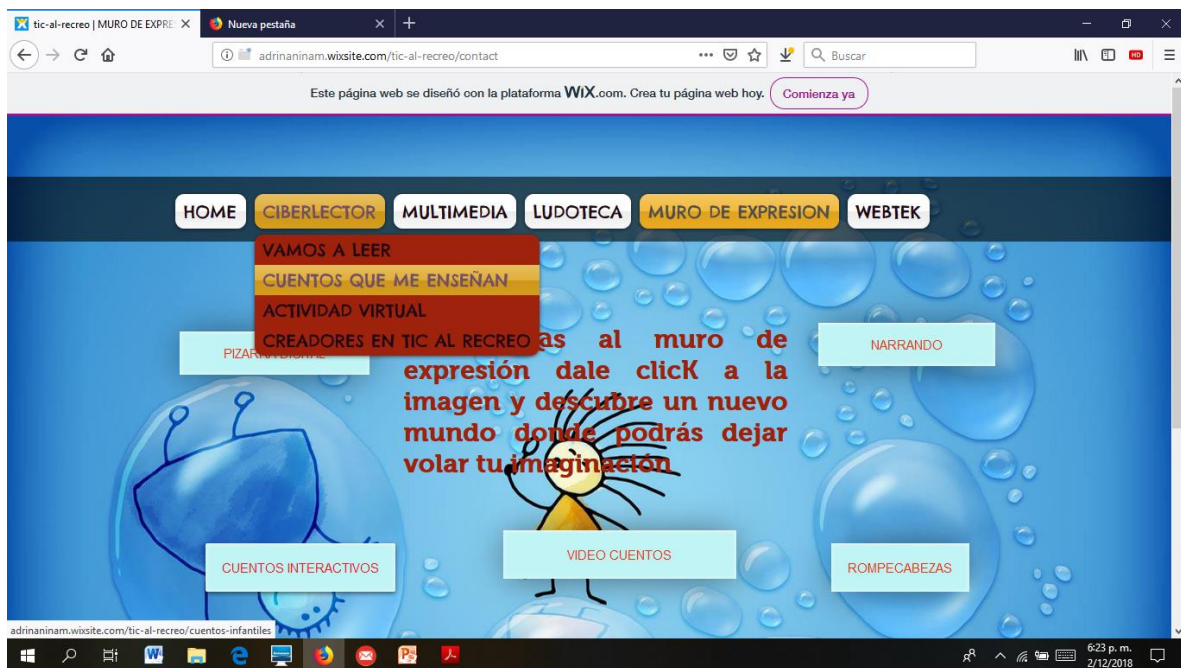 tic-al-recreo | MURO DE EXPRE
Nueva pestaña
adrinaninam.wixsite.com/tic-al-recreo/contact
Buscar
HD
Este página web se diseñó con la plataforma WiX.com. Crea tu página web hoy. Comienza ya
HOME CIBERLECTOR MULTIMEDIA LUDOTECA MURO DE EXPRESION WEBTEK
VAMOS A LEER
CUENTOS QUE ME ENSEÑAN
ACTIVIDAD VIRTUAL
CREADORES EN TIC AL RECREO
as al muro de
expresión dale clicK a la
imagen y descubre un nuevo
mundo donde podrás dejar
volar tu imaginación
NARRANDO
CUENTOS INTERACTIVOS
VIDEO CUENTOS
ROMPECABEZAS
adrinaninam.wixsite.com/tic-al-recreo/cuentos-infantiles
6:23 p. m.
2/12/2018